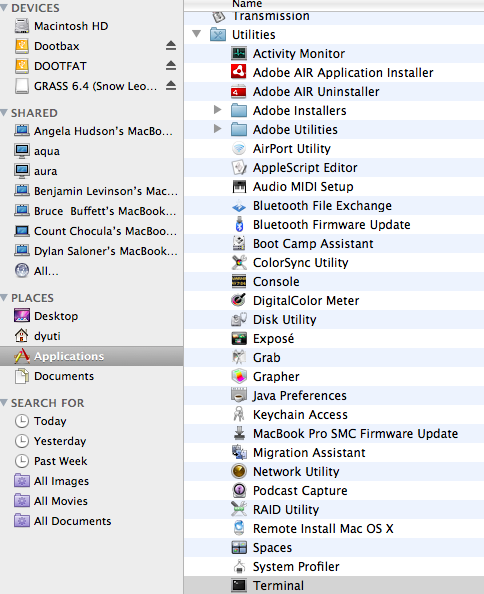 DEVICES
Macintosh HD
Dootbax
DOOTFAT
GRASS 6.4 (Snow Leo...
SHARED
Angela Hudson's MacBo...
aqua
aura
Benjamin Levinson's Mac...
Bruce Buffett's MacBook...
Count Chocula's MacBook...
Dylan Saloner's MacBook...
All...
PLACES
Desktop
dyuti
Applications
Documents
SEARCH FOR
Today
Yesterday
Past Week
All Images
All Movies
All Documents
Name
Transmission
Utilities
Activity Monitor
Adobe AIR Application Installer
Adobe AIR Uninstaller
Adobe Installers
Adobe Utilities
AirPort Utility
AppleScript Editor
Audio MIDI Setup
Bluetooth File Exchange
Bluetooth Firmware Update
Boot Camp Assistant
ColorSync Utility
Console
DigitalColor Meter
Disk Utility
Exposé
Grab
Grapher
Java Preferences
Keychain Access
MacBook Pro SMC Firmware Update
Migration Assistant
Network Utility
Podcast Capture
RAID Utility
Remote Install Mac OS X
Spaces
System Profiler
Terminal